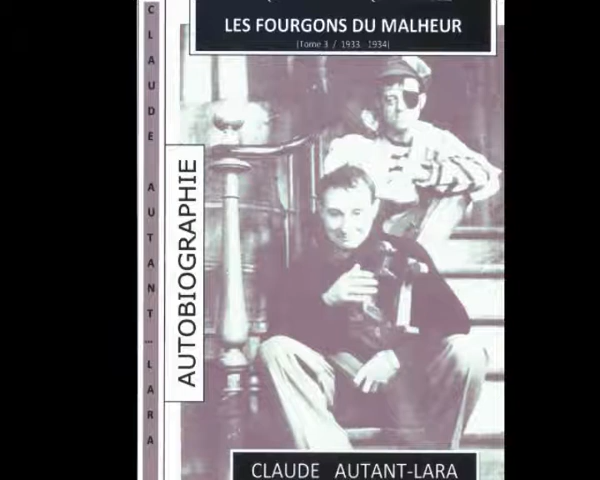 LES FOURGONS DU MALHEUR
(Tome 3 / 1933 1934)
CLAUDE AUTANT ... LARA
AUTOBIOGRAPHIE
CLAUDE AUTANT-LARA